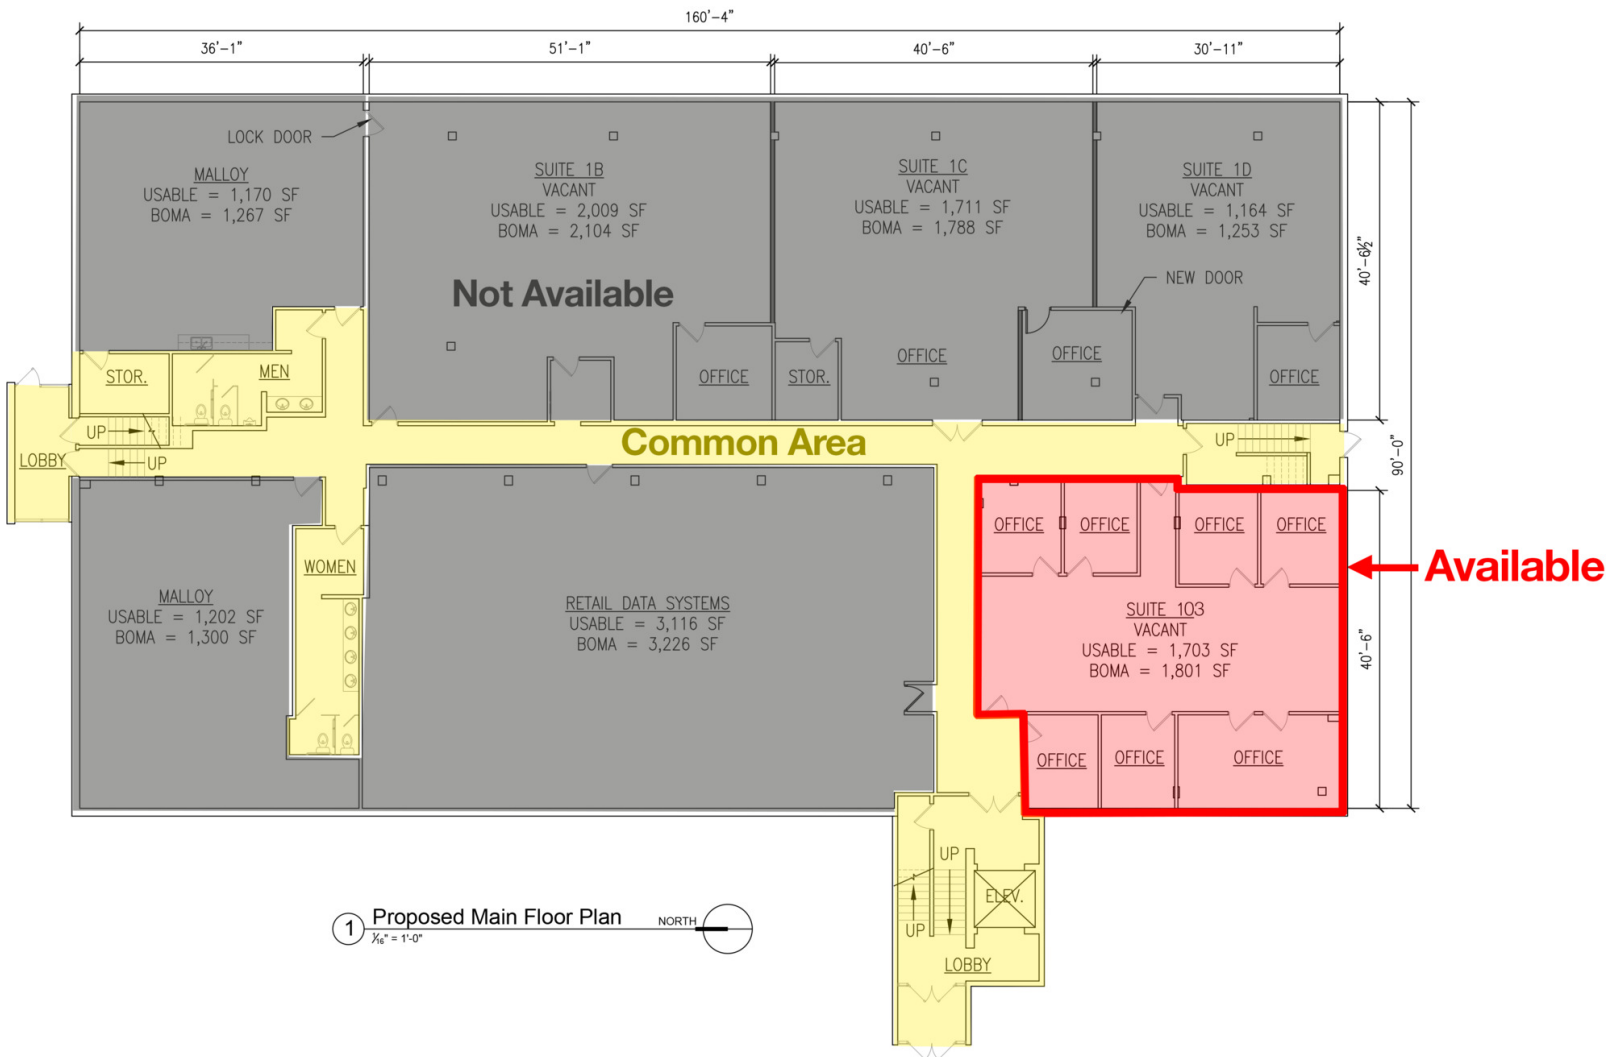 160'-4"
36'-1"
51'-1"
40'-6"
30'-11"
LOCK DOOR
MALLOY
USABLE = 1,170 SF
BOMA = 1,267 SF
SUITE 1B
VACANT
USABLE = 2,009 SF
BOMA = 2,104 SF
SUITE 1C
VACANT
USABLE = 1,711 SF
BOMA = 1,788 SF
SUITE 1D
VACANT
USABLE = 1,164 SF
BOMA = 1,253 SF
40'-6½"
NEW DOOR
Not Available
OFFICE
OFFICE
STOR.
MEN
OFFICE
STOR.
OFFICE
UP
Common Area
UP
LOBBY
UP
90'-0"
OFFICE
OFFICE
OFFICE
OFFICE
WOMEN
Available
MALLOY
USABLE = 1,202 SF
BOMA = 1,300 SF
RETAIL DATA SYSTEMS
USABLE = 3,116 SF
BOMA = 3,226 SF
SUITE 103
VACANT
USABLE = 1,703 SF
BOMA = 1,801 SF
40'-6"
OFFICE
OFFICE
OFFICE
UP
ELEV.
UP
LOBBY
1
Proposed Main Floor Plan
1/16" = 1'-0"
NORTH